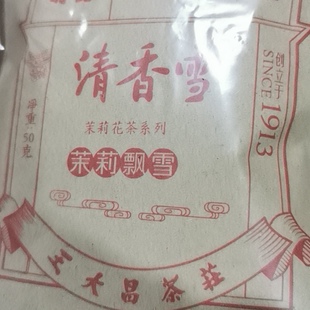 清香雪
茉莉花茶系列
茉莉飘雪
净重：50克
创立于
SINCE 1913
王大昌茶莊